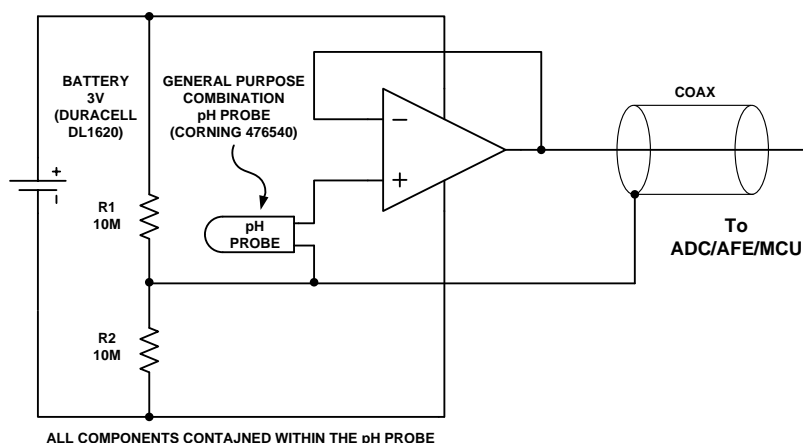 BATTERY
3V
(DURACELL
DL1620)
GENERAL PURPOSE
COMBINATION
pH PROBE
(CORNING 476540)
COAX
+
−
−
+
R1
10M
pH
PROBE
To
ADC/AFE/MCU
R2
10M
ALL COMPONENTS CONTAJNED WITHIN THE pH PROBE